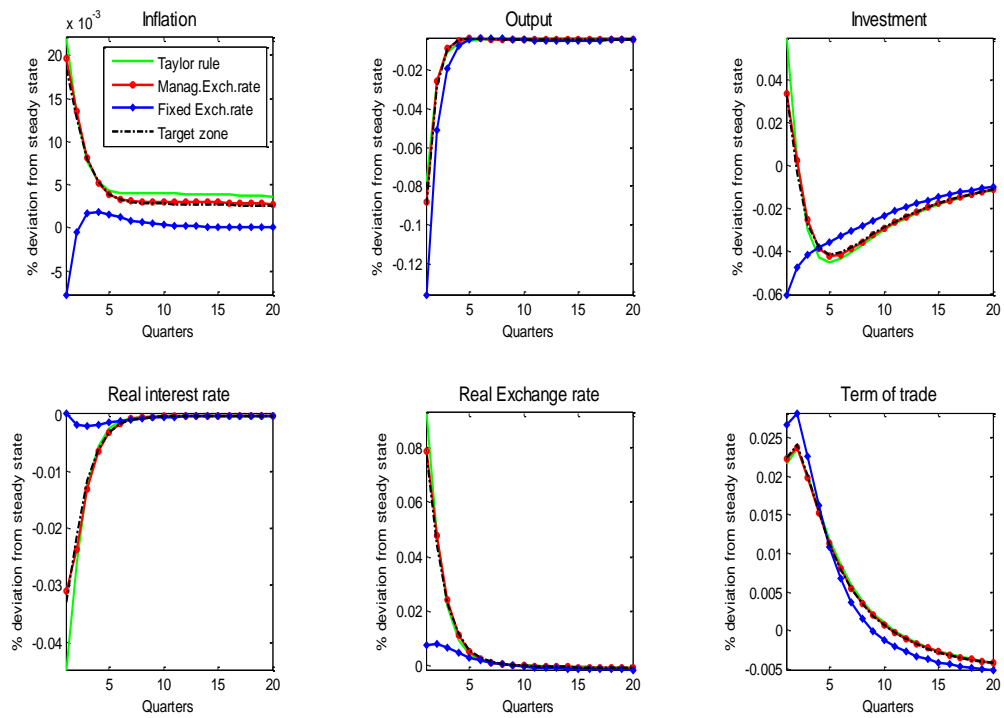 Inflation
x 10-3
% deviation from steady state
20
15
10
5
0
-5
Taylor rule
Manag.Exch.rate
Fixed Exch.rate
Target zone
5
10
15
20
Quarters
Output
% deviation from steady state
-0.02
-0.04
-0.06
-0.08
-0.1
-0.12
5
10
15
20
Quarters
Investment
% deviation from steady state
0.04
0.02
0
-0.02
-0.04
-0.06
5
10
15
20
Quarters
Real interest rate
% deviation from steady state
0
-0.01
-0.02
-0.03
-0.04
5
10
15
20
Quarters
Real Exchange rate
% deviation from steady state
0.08
0.06
0.04
0.02
0
5
10
15
20
Quarters
Term of trade
% deviation from steady state
0.025
0.02
0.015
0.01
0.005
0
-0.005
5
10
15
20
Quarters